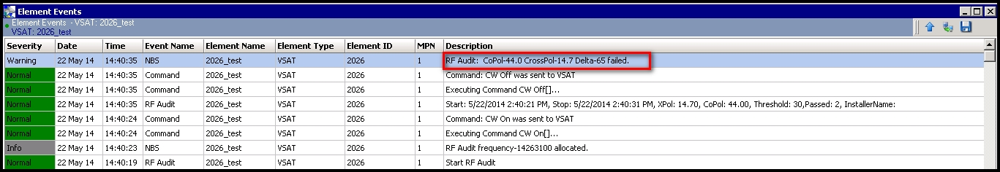 Element Events
Element Events - VSAT: 2026_test
VSAT: 2026_test
Severity Date Time Event Name Element Name Element Type Element ID MPN Description
Warning 22 May 14 14:40:35 NBS 2026_test VSAT 2026 1 RF Audit: CoPol-44.0 CrossPol-14.7 Delta-65 failed.
Normal 22 May 14 14:40:35 Command 2026_test VSAT 2026 1 Command: CW Off was sent to VSAT
Normal 22 May 14 14:40:35 Command 2026_test VSAT 2026 1 Executing Command CW Off[]...
Normal 22 May 14 14:40:35 RF Audit 2026_test VSAT 2026 1 Start: 5/22/2014 2:40:21 PM, Stop: 5/22/2014 2:40:31 PM, XPol: 14.70, CoPol: 44.00, Threshold: 30,Passed: 2, InstallerName:
Normal 22 May 14 14:40:24 Command 2026_test VSAT 2026 1 Command: CW On was sent to VSAT
Normal 22 May 14 14:40:24 Command 2026_test VSAT 2026 1 Executing Command CW On[]...
Info 22 May 14 14:40:23 NBS 2026_test VSAT 2026 1 RF Audit frequency-14263100 allocated.
Normal 22 May 14 14:40:19 RF Audit 2026_test VSAT 2026 1 Start RF Audit